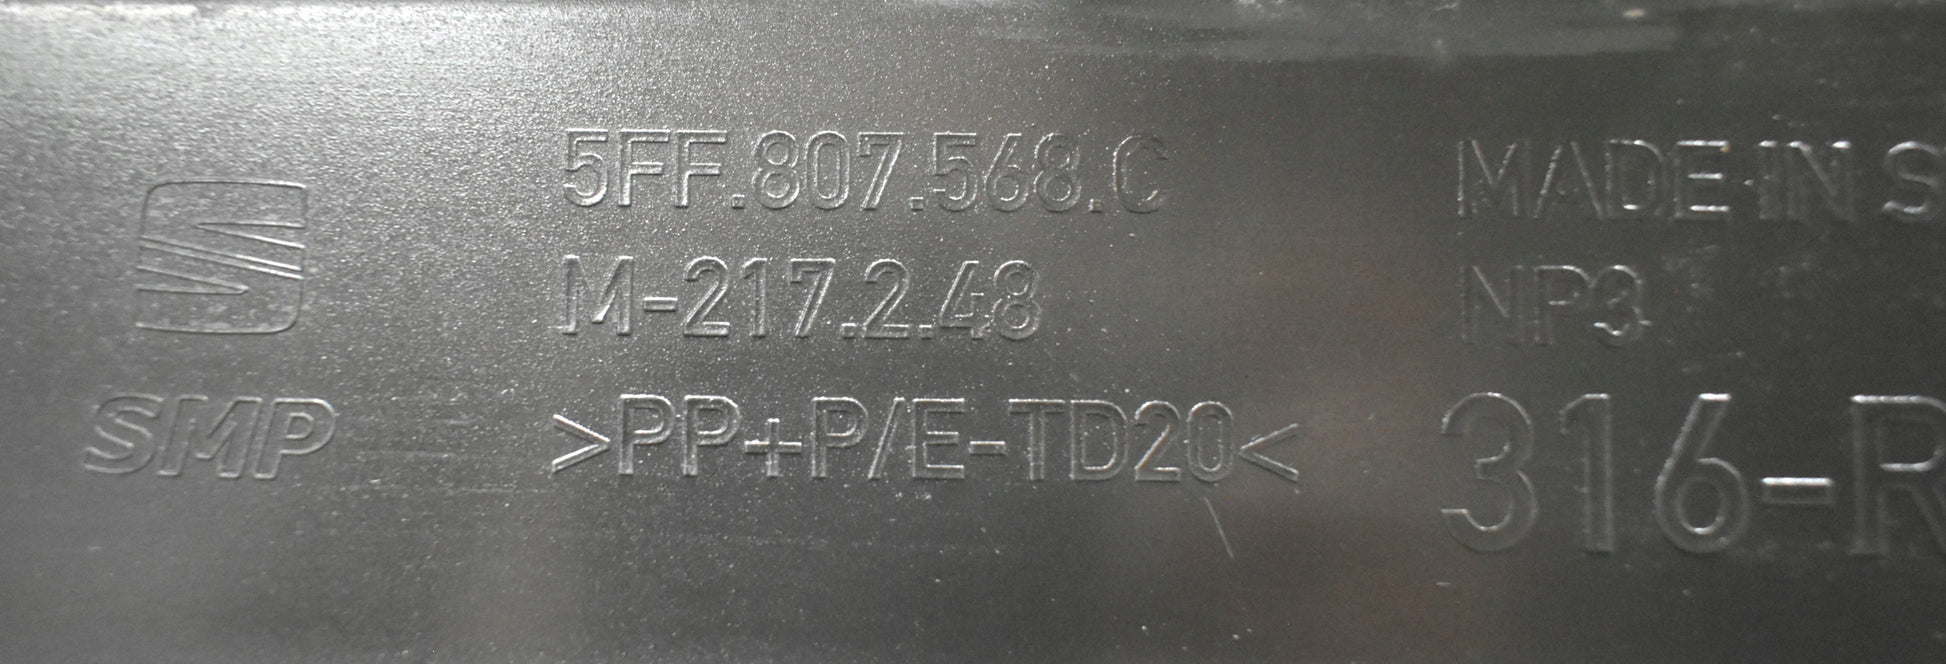 5FF.807.568.C
M-217.2.48
>PP+P/E-TD20<
SMP
MADE IN S
NP3
316-R